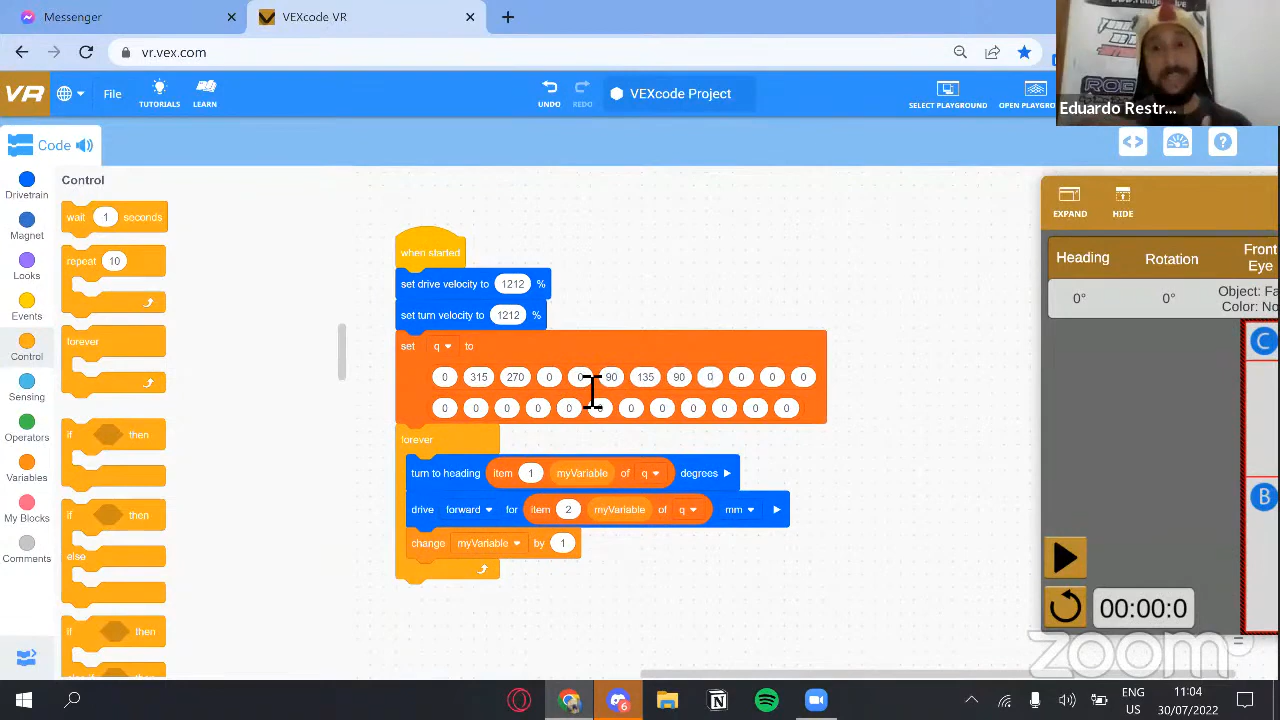 Messenger
VEXcode VR
vr.vex.com
VR
File
TUTORIALS
LEARN
UNDO
REDO
VEXcode Project
SELECT PLAYGROUND
OPEN PLAYGRO
Eduardo Restr...
Code
Drivetrain
Magnet
Looks
Events
Control
Sensing
Operators
Variables
My Blocks
Comments
Control
wait 1 seconds
repeat 10
forever
if then
if then
else
if then
when started
set drive velocity to 1212 %
set turn velocity to 1212 %
set q to
0 315 270 0 0 90 135 90 0 0 0 0
0 0 0 0 0 0 0 0 0 0 0 0
forever
turn to heading item 1 myVariable of q degrees
drive forward for item 2 myVariable of q mm
change myVariable by 1
EXPAND
HIDE
Heading
Rotation
Front Eye
0°
0°
Object: Fa
Color: No
C
B
00:00:0
zoom
6
ENG
US
11:04
30/07/2022